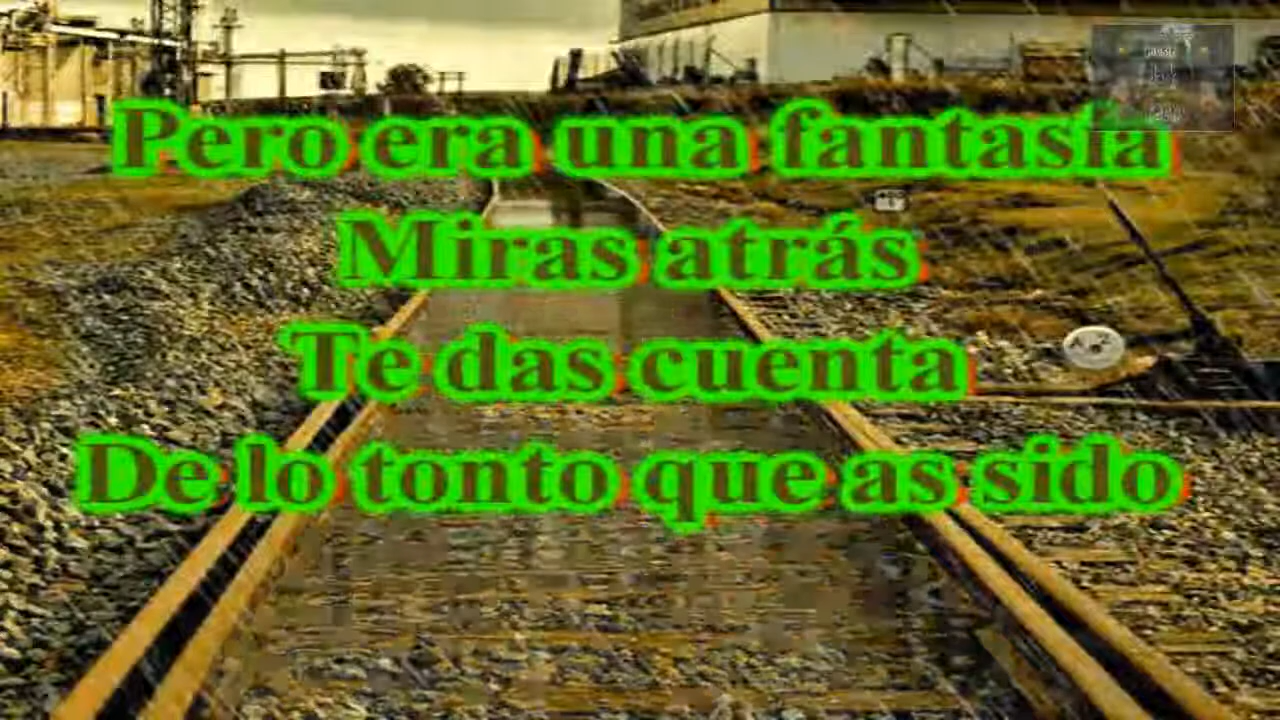 Pero era una fantasía
Miras atrás
Te das cuenta
De lo tonto que as sido